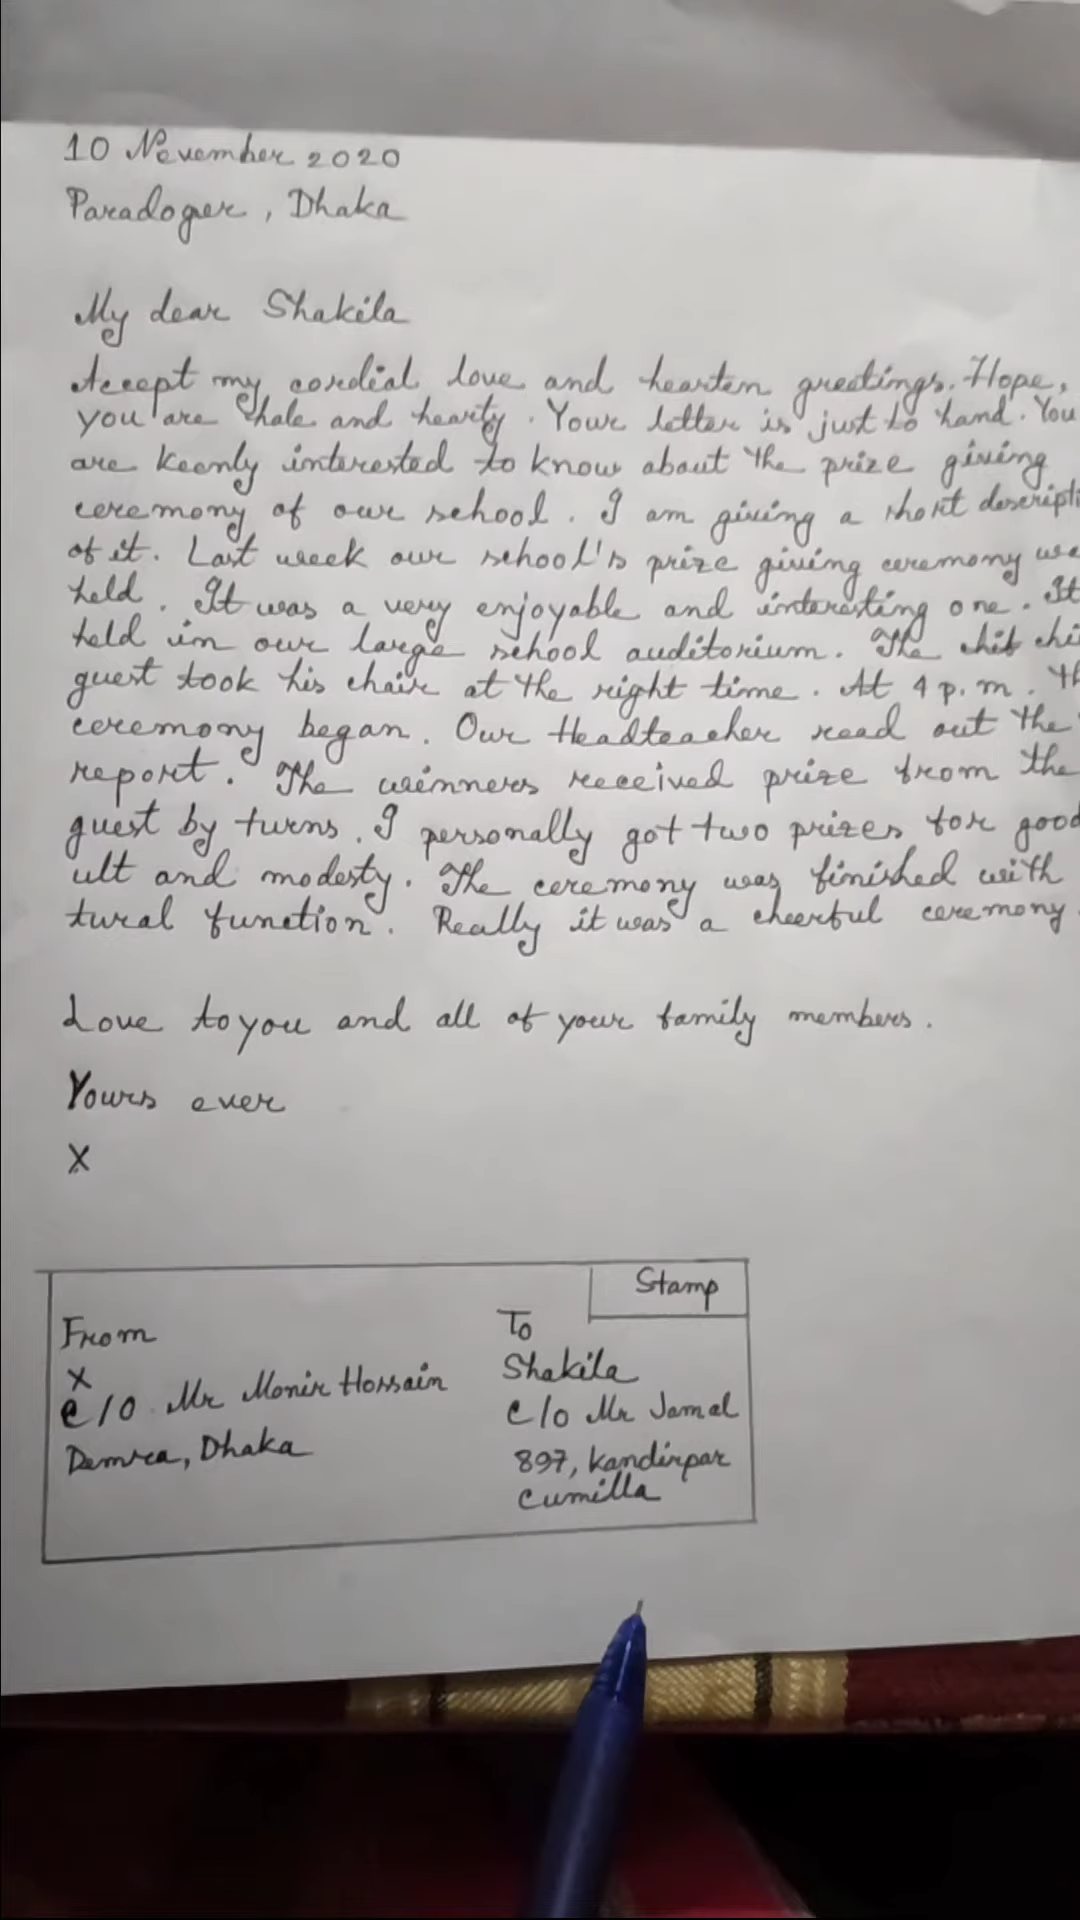 10 November 2020
Paradoger, Dhaka
My dear Shakila
Accept my cordial love and heartem greetings. Hope,
you are hale and hearty. Your letter is just to hand. You
are keenly interested to know about the prize giving
ceremony of our school. I am giving a short descripti
of it. Last week our school's prize giving ceremony wa
held. It was a very enjoyable and interesting one. It
held in our large school auditorium. The chif chi
guest took his chair at the right time. At 4 p.m. th
ceremony began. Our Headteacher read out the
report. The winners received prize from the
guest by turns. I personally got two prizes for good
ult and modesty. The ceremony was finished with
tural function. Really it was a cheerful ceremony.
Love to you and all of your family members.
Yours ever
X
Stamp
From
X
c/o Mr Monir Hossain
Demra, Dhaka
To
Shakila
c/o Mr Jamal
897, kandirpar
Cumilla